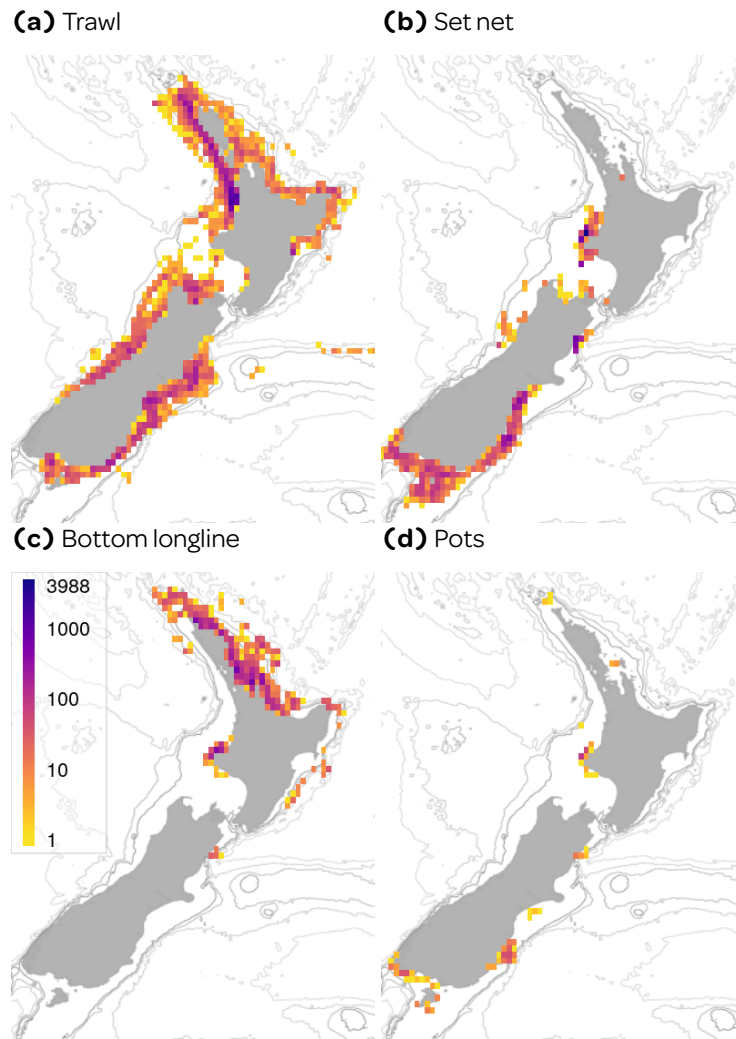 (a) Trawl
(b) Set net
(c) Bottom longline
(d) Pots
3988
1000
100
10
1